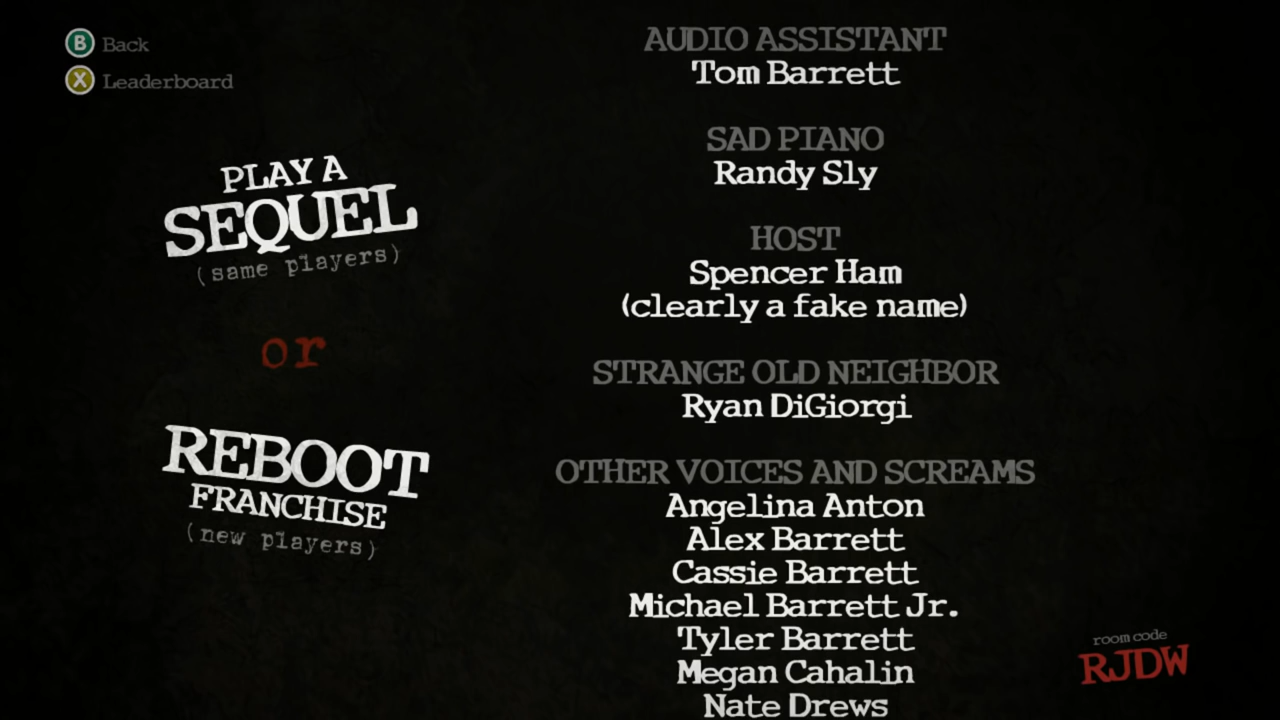 B Back
X Leaderboard
PLAY A
SEQUEL
(same players)
or
REBOOT
FRANCHISE
(new players)
AUDIO ASSISTANT
Tom Barrett
SAD PIANO
Randy Sly
HOST
Spencer Ham
(clearly a fake name)
STRANGE OLD NEIGHBOR
Ryan DiGiorgi
OTHER VOICES AND SCREAMS
Angelina Anton
Alex Barrett
Cassie Barrett
Michael Barrett Jr.
Tyler Barrett
Megan Cahalin
Nate Drews
room code
RJDW